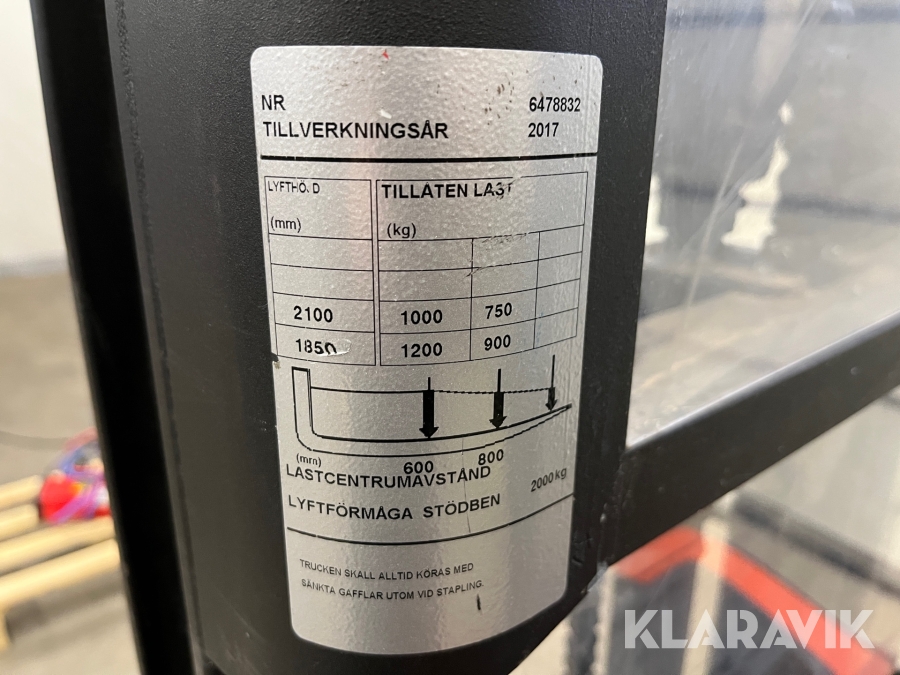 NR 6478832
TILLVERKNINGSÅR 2017
TILLATEN LAST
(mm) (kg)
2100 1000 750
1850 1200 900
(mm) 600 800
LASTCENTRUMAVSTÅND
LYFTFÖRMÅGA STÖDBEN 2000 kg
TRUCKEN SKALL ALLTID KÖRAS MED
SÄNKTA GAFFLAR UTOM VID STAPLING.
KLARAVIK